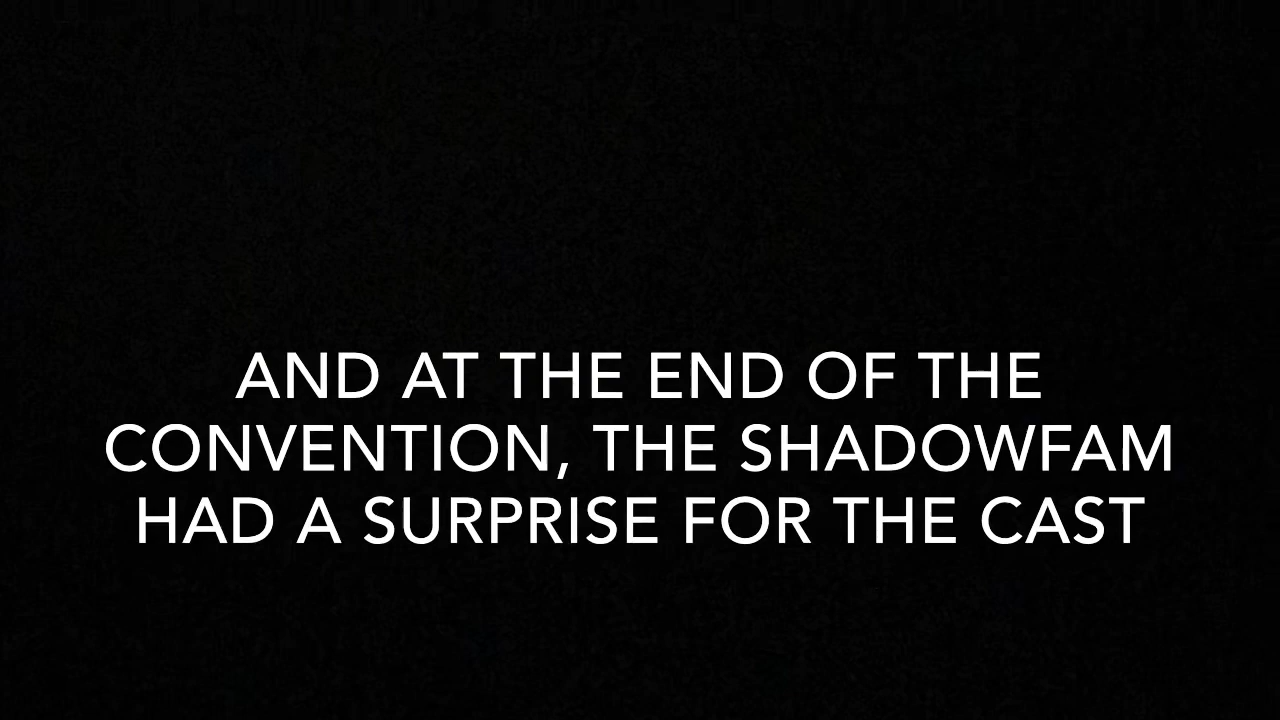 AND AT THE END OF THE
CONVENTION, THE SHADOWFAM
HAD A SURPRISE FOR THE CAST